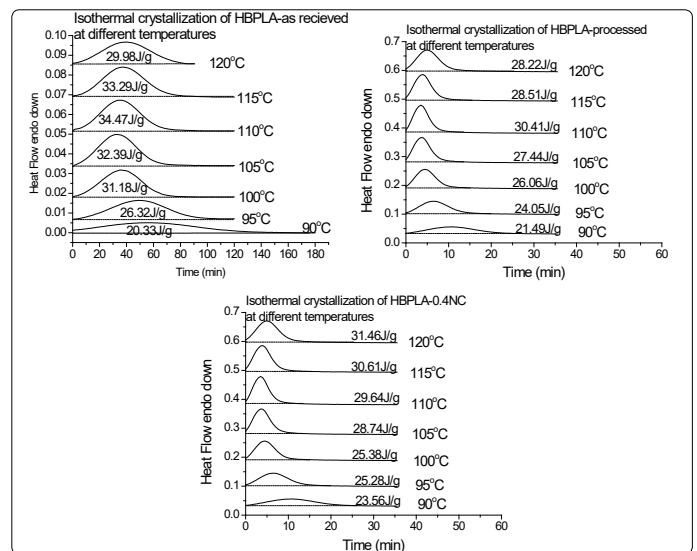 Isothermal crystallization of HBPLA-as recieved
at different temperatures
0.10
0.09
0.08
0.07
0.06
0.05
0.04
0.03
0.02
0.01
0.00
Heat Flow endo down
29.98J/g 120°C
33.29J/g 115°C
34.47J/g 110°C
32.39J/g 105°C
31.18J/g 100°C
26.32J/g 95°C
20.33J/g 90°C
0 20 40 60 80 100 120 140 160 180
Time (min)
Isothermal crystallization of HBPLA-processed
at different temperatures
0.7
0.6
0.5
0.4
0.3
0.2
0.1
0.0
Heat Flow endo down
28.22J/g 120°C
28.51J/g 115°C
30.41J/g 110°C
27.44J/g 105°C
26.06J/g 100°C
24.05J/g 95°C
21.49J/g 90°C
0 10 20 30 40 50 60
Time (min)
Isothermal crystallization of HBPLA-0.4NC
at different temperatures
0.7
0.6
0.5
0.4
0.3
0.2
0.1
0.0
Heat Flow endo down
31.46J/g 120°C
30.61J/g 115°C
29.64J/g 110°C
28.74J/g 105°C
25.38J/g 100°C
25.28J/g 95°C
23.56J/g 90°C
0 10 20 30 40 50 60
Time (min)